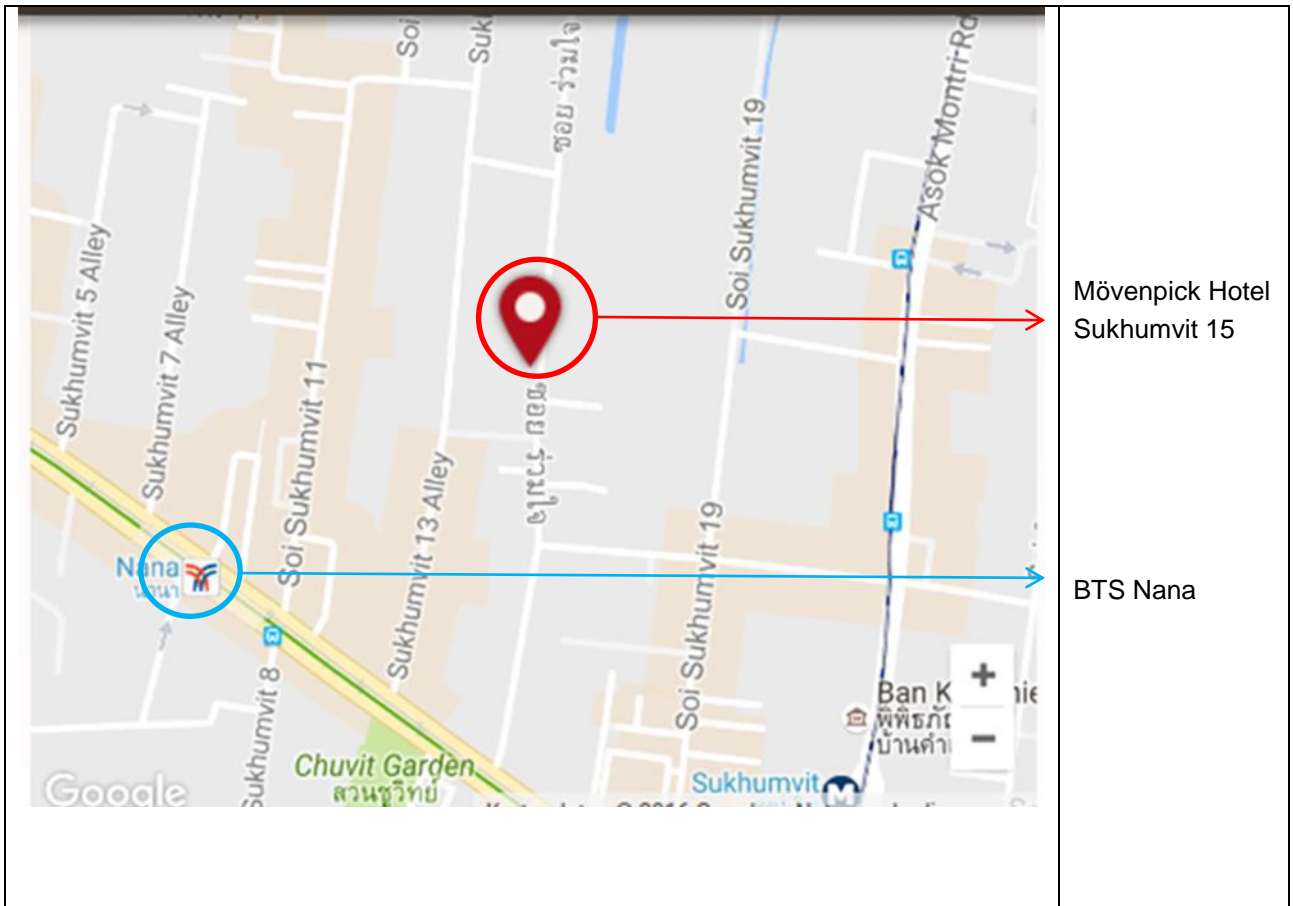 Soi
Suk
ซอย ร่วมใจ
Asok Montri Rd
Soi Sukhumvit 19
Sukhumvit 5 Alley
Sukhumvit 7 Alley
Soi Sukhumvit 11
Sukhumvit 13 Alley
ซอย ร่วมใจ
Soi Sukhumvit 19
Nana
นานา
Sukhumvit 8
Chuvit Garden
สวนชูวิทย์
Sukhumvit
M
Ban K
พิพิธภั
บ้านคำ
+
−
Google
Mövenpick Hotel
Sukhumvit 15
BTS Nana